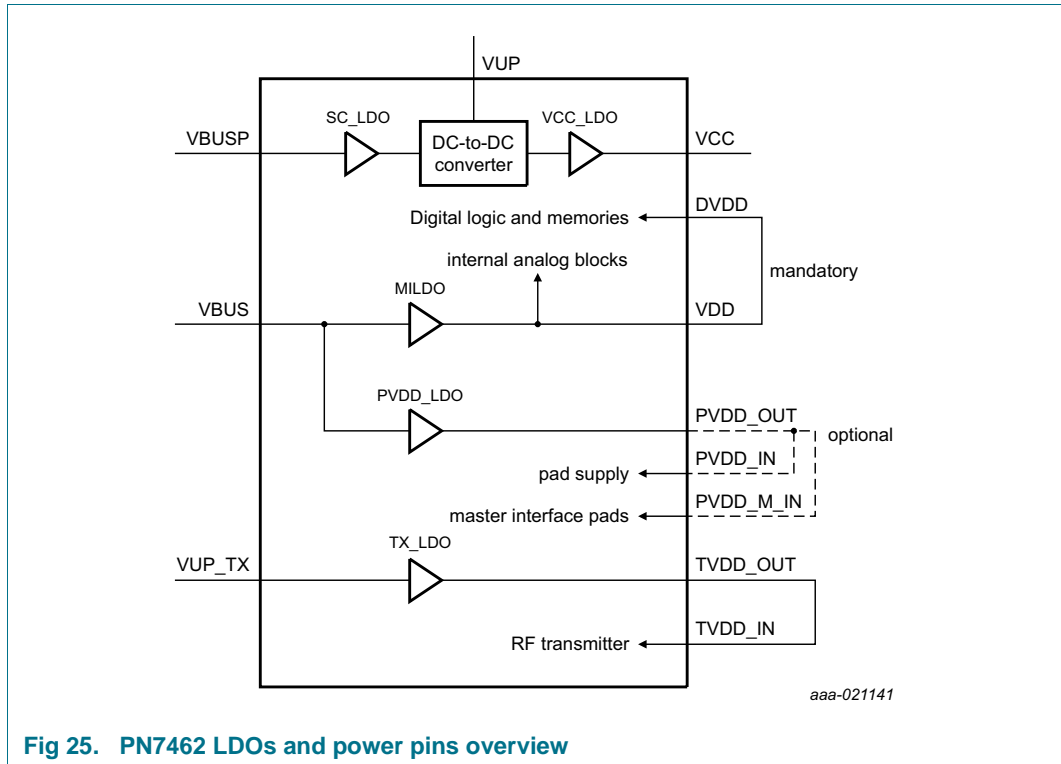 VUP
SC_LDO
VCC_LDO
VBUSP
DC-to-DC
converter
VCC
DVDD
Digital logic and memories
internal analog blocks
mandatory
MILDO
VBUS
VDD
PVDD_LDO
PVDD_OUT
optional
PVDD_IN
pad supply
PVDD_M_IN
master interface pads
TX_LDO
VUP_TX
TVDD_OUT
TVDD_IN
RF transmitter
aaa-021141
Fig 25. PN7462 LDOs and power pins overview